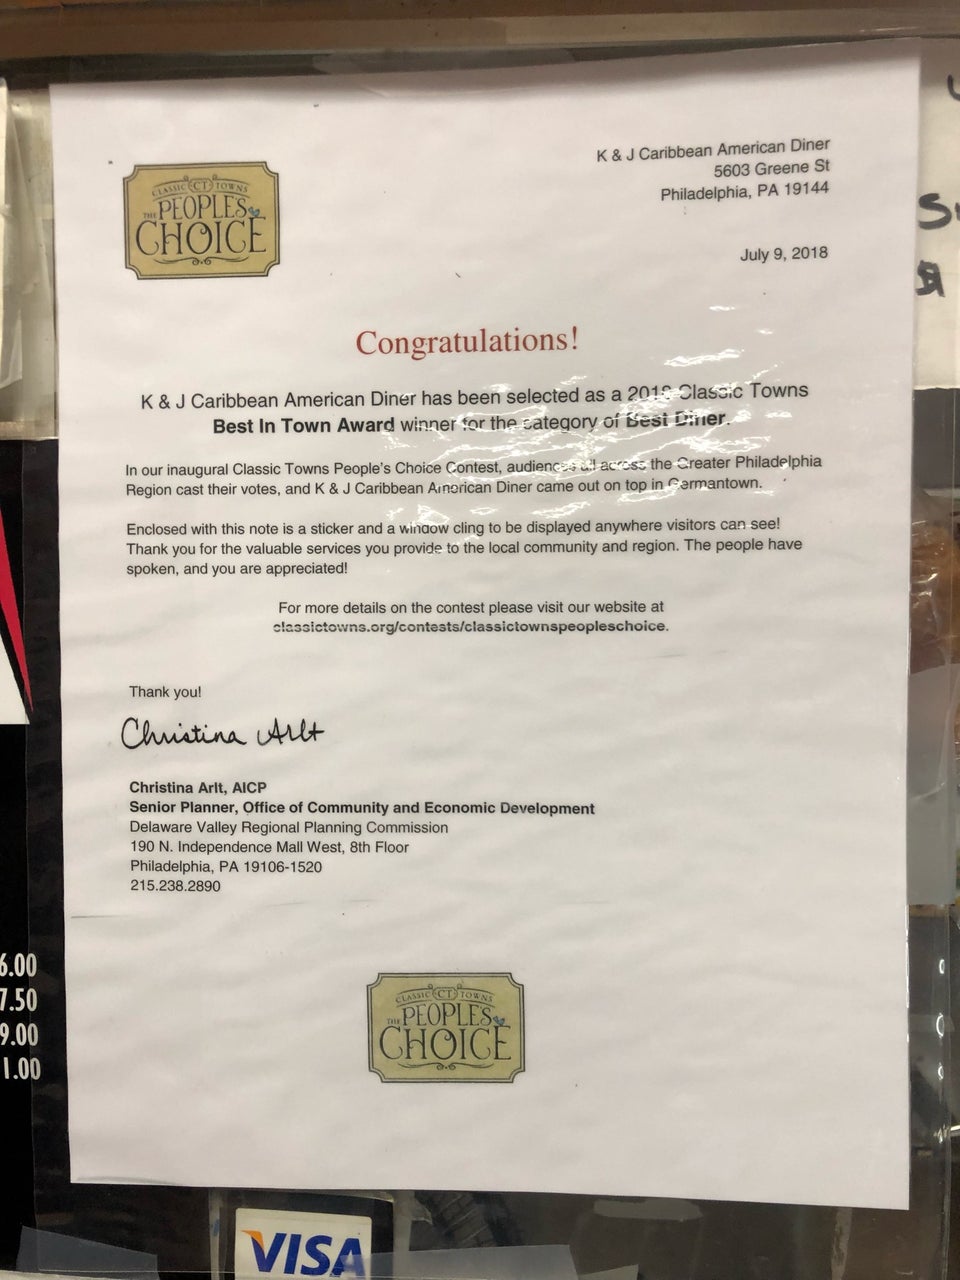 CLASSIC CT TOWNS
THE PEOPLES
CHOICE
K & J Caribbean American Diner
5603 Greene St
Philadelphia, PA 19144
July 9, 2018
Congratulations!
K & J Caribbean American Diner has been selected as a 2018 Classic Towns
Best In Town Award winner for the category of Best Diner.
In our inaugural Classic Towns People's Choice Contest, audiences all across the Greater Philadelphia
Region cast their votes, and K & J Caribbean American Diner came out on top in Germantown.
Enclosed with this note is a sticker and a window cling to be displayed anywhere visitors can see!
Thank you for the valuable services you provide to the local community and region. The people have
spoken, and you are appreciated!
For more details on the contest please visit our website at
classictowns.org/contests/classictownspeopleschoice.
Thank you!
Christina Arlt
Christina Arlt, AICP
Senior Planner, Office of Community and Economic Development
Delaware Valley Regional Planning Commission
190 N. Independence Mall West, 8th Floor
Philadelphia, PA 19106-1520
215.238.2890
6.00
7.50
9.00
1.00
CLASSIC CT TOWNS
THE PEOPLES
CHOICE
VISA